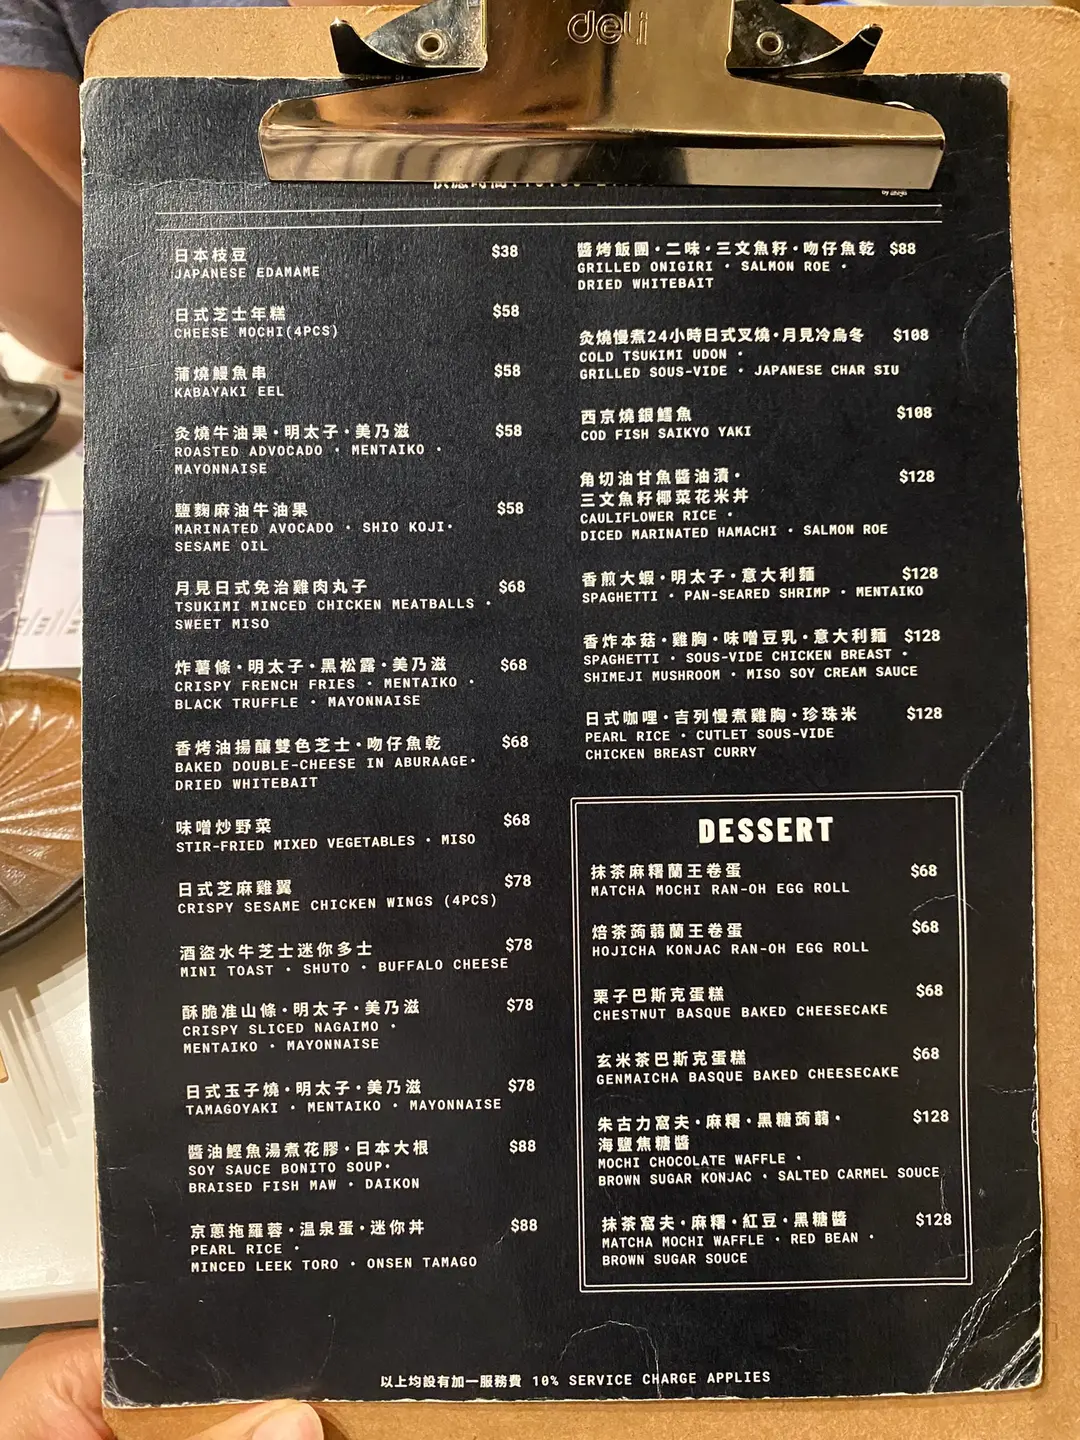 deli
日本枝豆 $38
JAPANESE EDAMAME
日式芝士年糕 $58
CHEESE MOCHI(4PCS)
蒲燒鰻魚串 $58
KABAYAKI EEL
灸燒牛油果·明太子·美乃滋 $58
ROASTED ADVOCADO · MENTAIKO ·
MAYONNAISE
鹽麴麻油牛油果 $58
MARINATED AVOCADO · SHIO KOJI·
SESAME OIL
月見日式免治雞肉丸子 $68
TSUKIMI MINCED CHICKEN MEATBALLS ·
SWEET MISO
炸薯條·明太子·黑松露·美乃滋 $68
CRISPY FRENCH FRIES · MENTAIKO ·
BLACK TRUFFLE · MAYONNAISE
香烤油揚釀雙色芝士·吻仔魚乾 $68
BAKED DOUBLE-CHEESE IN ABURAAGE·
DRIED WHITEBAIT
味噌炒野菜 $68
STIR-FRIED MIXED VEGETABLES · MISO
日式芝麻雞翼 $78
CRISPY SESAME CHICKEN WINGS (4PCS)
酒盜水牛芝士迷你多士 $78
MINI TOAST · SHUTO · BUFFALO CHEESE
酥脆准山條·明太子·美乃滋 $78
CRISPY SLICED NAGAIMO ·
MENTAIKO · MAYONNAISE
日式玉子燒·明太子·美乃滋 $78
TAMAGOYAKI · MENTAIKO · MAYONNAISE
醬油鰹魚湯煮花膠·日本大根 $88
SOY SAUCE BONITO SOUP·
BRAISED FISH MAW · DAIKON
京蔥拖羅蓉·温泉蛋·迷你丼 $88
PEARL RICE ·
MINCED LEEK TORO · ONSEN TAMAGO
醬烤飯團·二味·三文魚籽·吻仔魚乾 $88
GRILLED ONIGIRI · SALMON ROE ·
DRIED WHITEBAIT
灸燒慢煮24小時日式叉燒·月見冷烏冬 $108
COLD TSUKIMI UDON ·
GRILLED SOUS-VIDE · JAPANESE CHAR SIU
西京燒銀鱈魚 $108
COD FISH SAIKYO YAKI
角切油甘魚醬油漬· $128
三文魚籽椰菜花米丼
CAULIFLOWER RICE ·
DICED MARINATED HAMACHI · SALMON ROE
香煎大蝦·明太子·意大利麵 $128
SPAGHETTI · PAN-SEARED SHRIMP · MENTAIKO
香炸本菇·雞胸·味噌豆乳·意大利麵 $128
SPAGHETTI · SOUS-VIDE CHICKEN BREAST ·
SHIMEJI MUSHROOM · MISO SOY CREAM SAUCE
日式咖哩·吉列慢煮雞胸·珍珠米 $128
PEARL RICE · CUTLET SOUS-VIDE
CHICKEN BREAST CURRY
DESSERT
抹茶麻糬蘭王卷蛋 $68
MATCHA MOCHI RAN-OH EGG ROLL
焙茶蒟蒻蘭王卷蛋 $68
HOJICHA KONJAC RAN-OH EGG ROLL
栗子巴斯克蛋糕 $68
CHESTNUT BASQUE BAKED CHEESECAKE
玄米茶巴斯克蛋糕 $68
GENMAICHA BASQUE BAKED CHEESECAKE
朱古力窩夫·麻糬·黑糖蒟蒻· $128
海鹽焦糖醬
MOCHI CHOCOLATE WAFFLE ·
BROWN SUGAR KONJAC · SALTED CARMEL SOUCE
抹茶窩夫·麻糬·紅豆·黑糖醬 $128
MATCHA MOCHI WAFFLE · RED BEAN ·
BROWN SUGAR SOUCE
以上均設有加一服務費 10% SERVICE CHARGE APPLIES